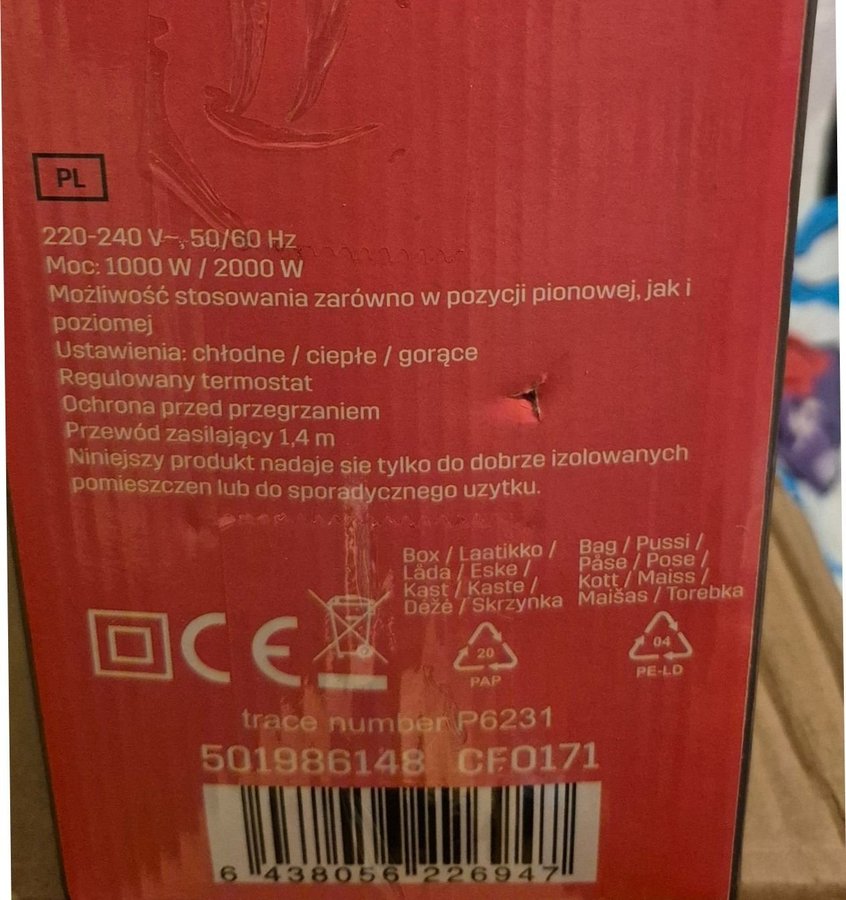 PL
220-240 V~, 50/60 Hz
Moc: 1000 W / 2000 W
Możliwość stosowania zarówno w pozycji pionowej, jak i
poziomej
Ustawienia: chłodne / ciepłe / gorące
Regulowany termostat
Ochrona przed przegrzaniem
Przewód zasilający 1,4 m
Niniejszy produkt nadaje się tylko do dobrze izolowanych
pomieszczen lub do sporadycznego uzytku.
Box / Laatikko /
Låda / Eske /
Kast / Kaste /
Dėžė / Skrzynka
Bag / Pussi /
Påse / Pose /
Kott / Maiss /
Maišas / Torebka
CE
20
PAP
04
PE-LD
trace number P6231
501986148 CF0171
6 438056 226947